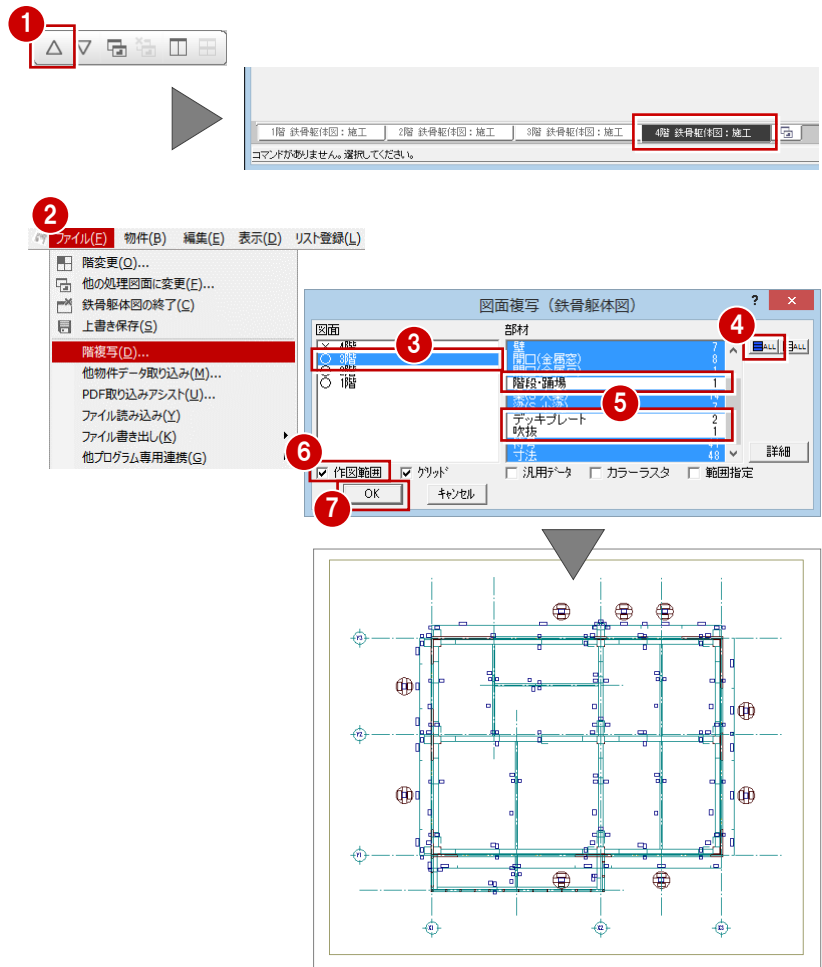 1
1階 鉄骨躯体図：施工 2階 鉄骨躯体図：施工 3階 鉄骨躯体図：施工 4階 鉄骨躯体図：施工
コマンドがありません。選択してください。
2
ファイル(F) 物件(B) 編集(E) 表示(D) リスト登録(L)
階変更(O)...
他の処理図面に変更(F)...
鉄骨躯体図の終了(C)
上書き保存(S)
階複写(D)...
他物件データ取り込み(M)...
PDF取り込みアシスト(U)...
ファイル読み込み(Y)
ファイル書き出し(K)
他プログラム専用連携(G)
図面複写（鉄骨躯体図） ? ×
図面 部材
3
4
× 4階
○ 3階
○ 1階
壁 7
開口(金属窓) 8
階段・踊場 1
5
デッキプレート 2
吹抜 1
寸法 48
ALL ALL
詳細
6
作図範囲 グリッド 汎用データ カラーラスタ 範囲指定
7
OK キャンセル
Y3
Y2
Y1
X1 X2 X3